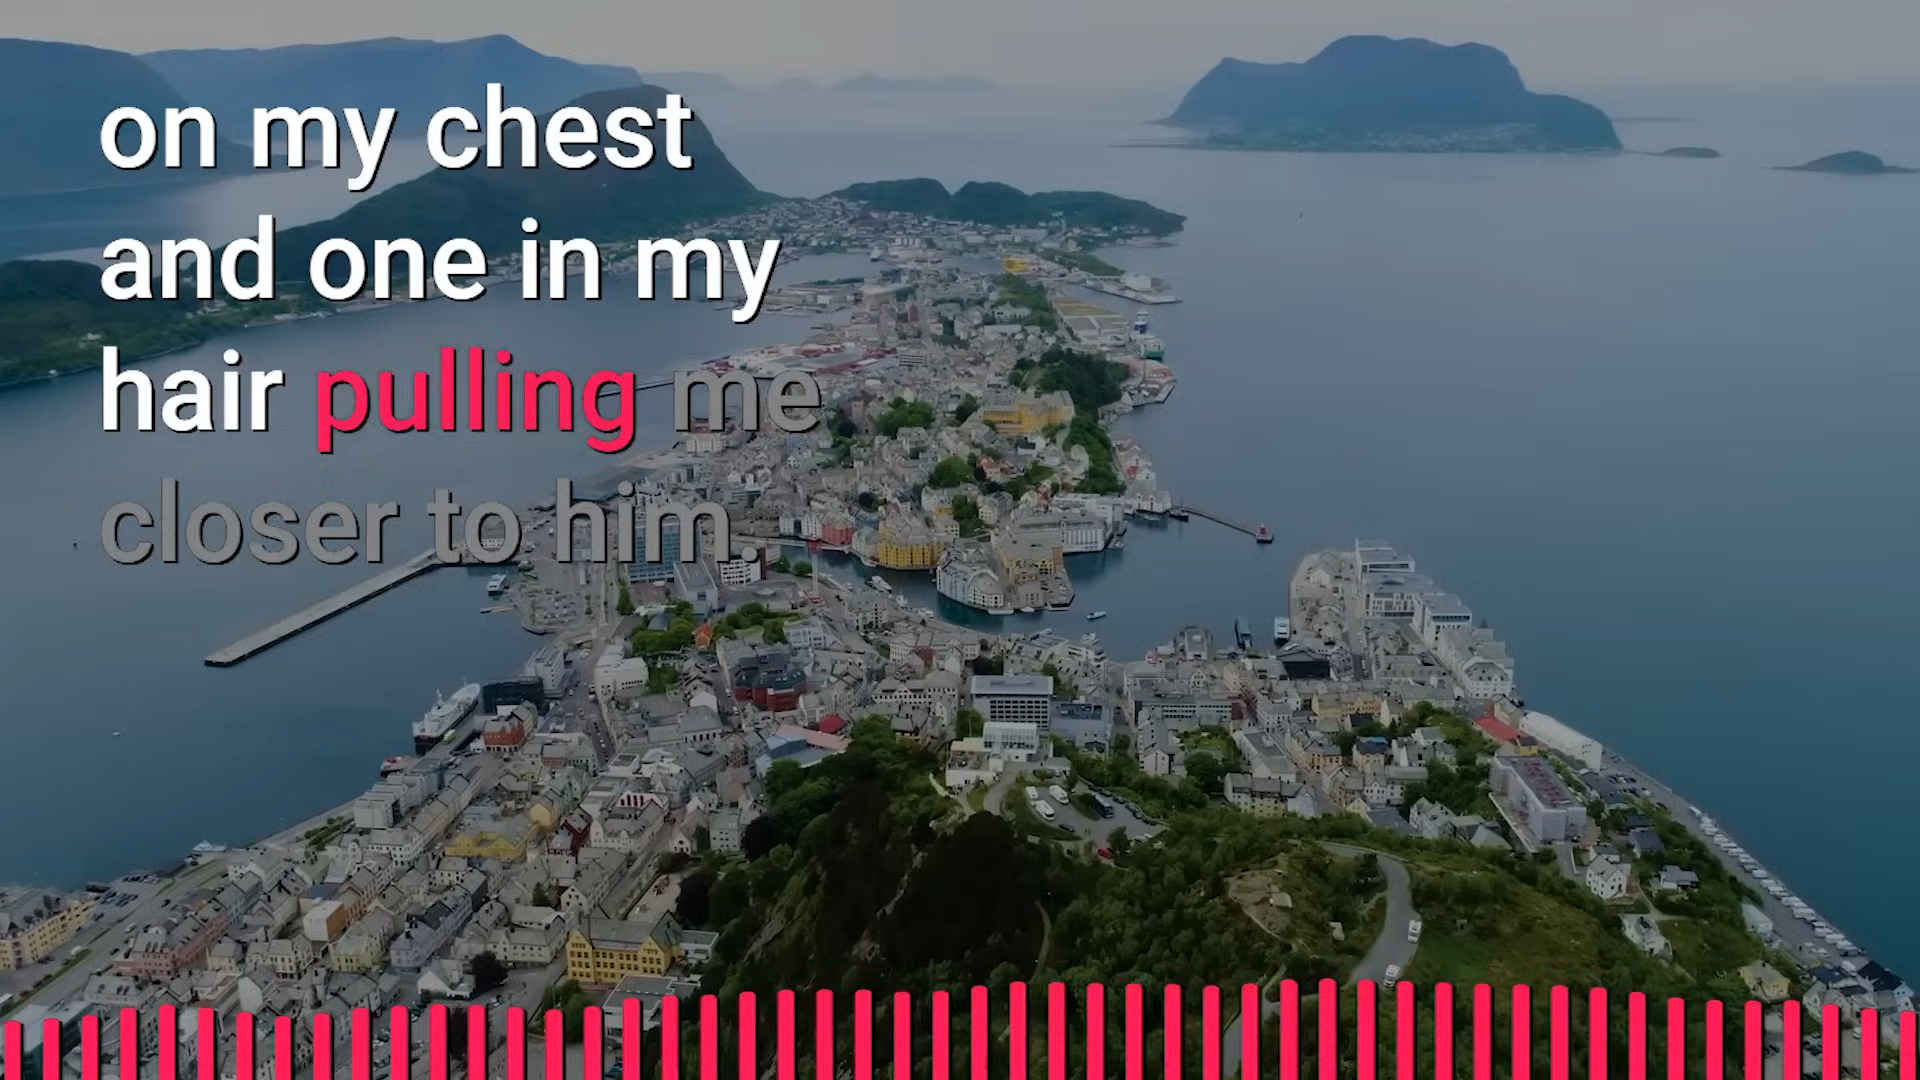 on my chest
and one in my
hair pulling me
closer to him.